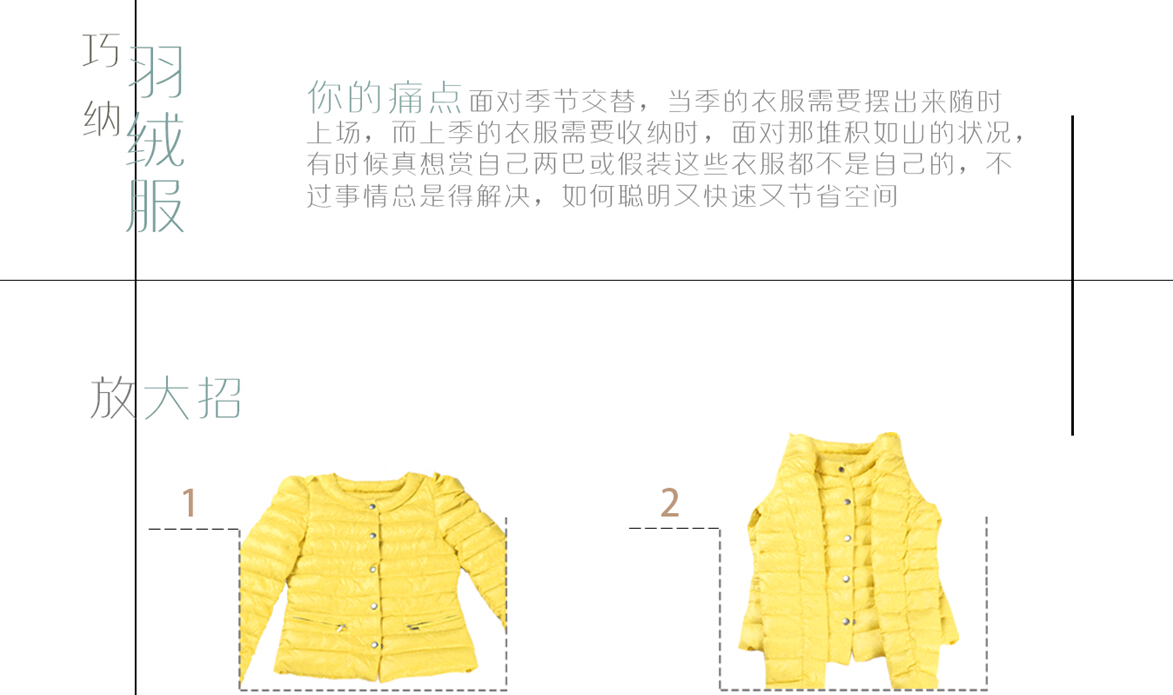 巧纳
羽绒服
你的痛点面对季节交替，当季的衣服需要摆出来随时
上场，而上季的衣服需要收纳时，面对那堆积如山的状况，
有时候真想赏自己两巴或假装这些衣服都不是自己的，不
过事情总是得解决，如何聪明又快速又节省空间
放大招
1
2